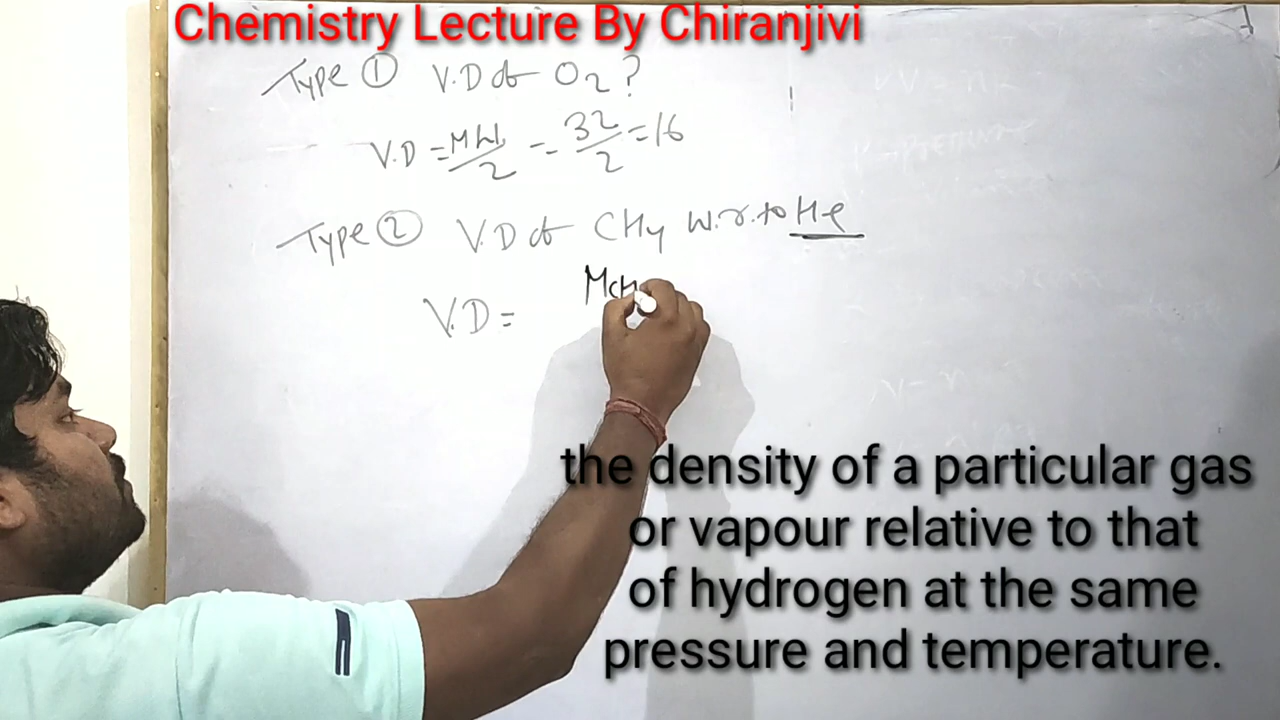 Chemistry Lecture By Chiranjivi
Type ① V.D of O2 ?
V.D = M.Wt. / 2 = 32/2 = 16
Type ② V.D of CH4 w.r. to He
V.D = MCH
the density of a particular gas
or vapour relative to that
of hydrogen at the same
pressure and temperature.